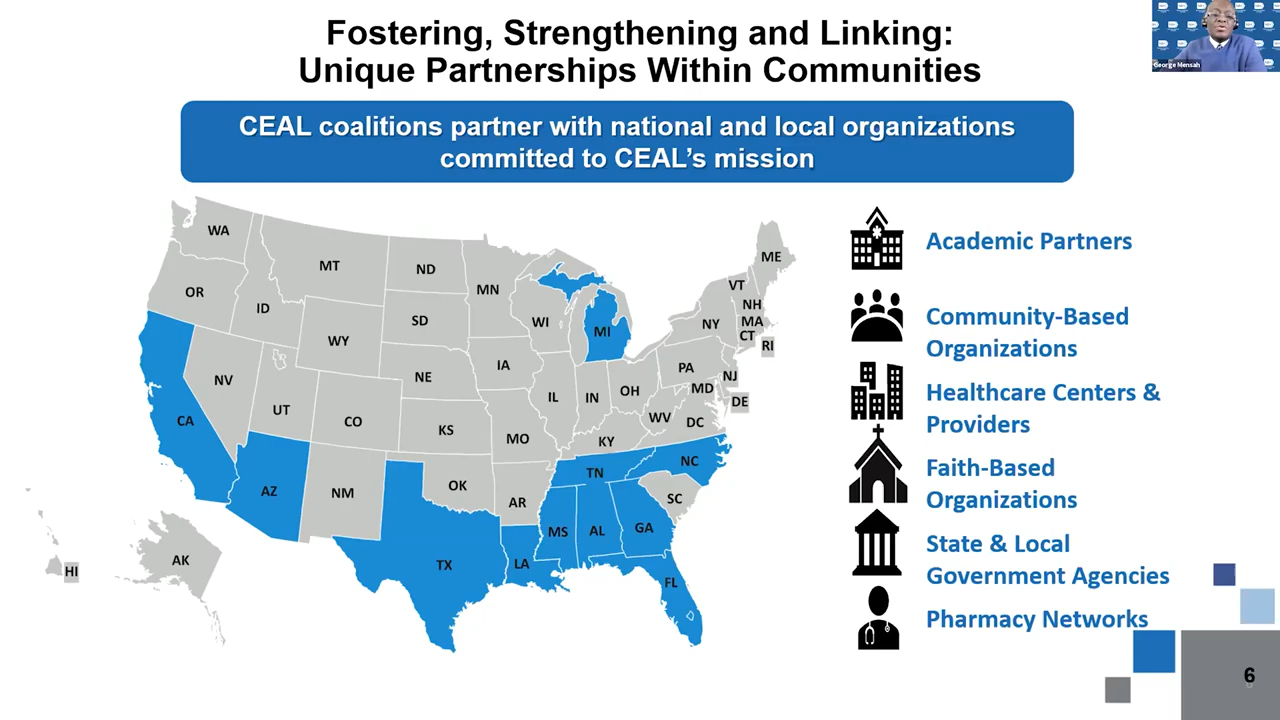 Fostering, Strengthening and Linking:
Unique Partnerships Within Communities
George Mensah
CEAL coalitions partner with national and local organizations
committed to CEAL’s mission
WA
MT
ND
MN
ME
OR
ID
SD
WI
MI
VT
NH
WY
NY
MA
CT
RI
NV
NE
IA
PA
NJ
UT
CO
IL
IN
OH
MD
DE
CA
KS
MO
WV
DC
KY
AZ
NM
OK
AR
TN
NC
SC
TX
LA
MS
AL
GA
FL
AK
HI
Academic Partners
Community-Based
Organizations
Healthcare Centers &
Providers
Faith-Based
Organizations
State & Local
Government Agencies
Pharmacy Networks
6